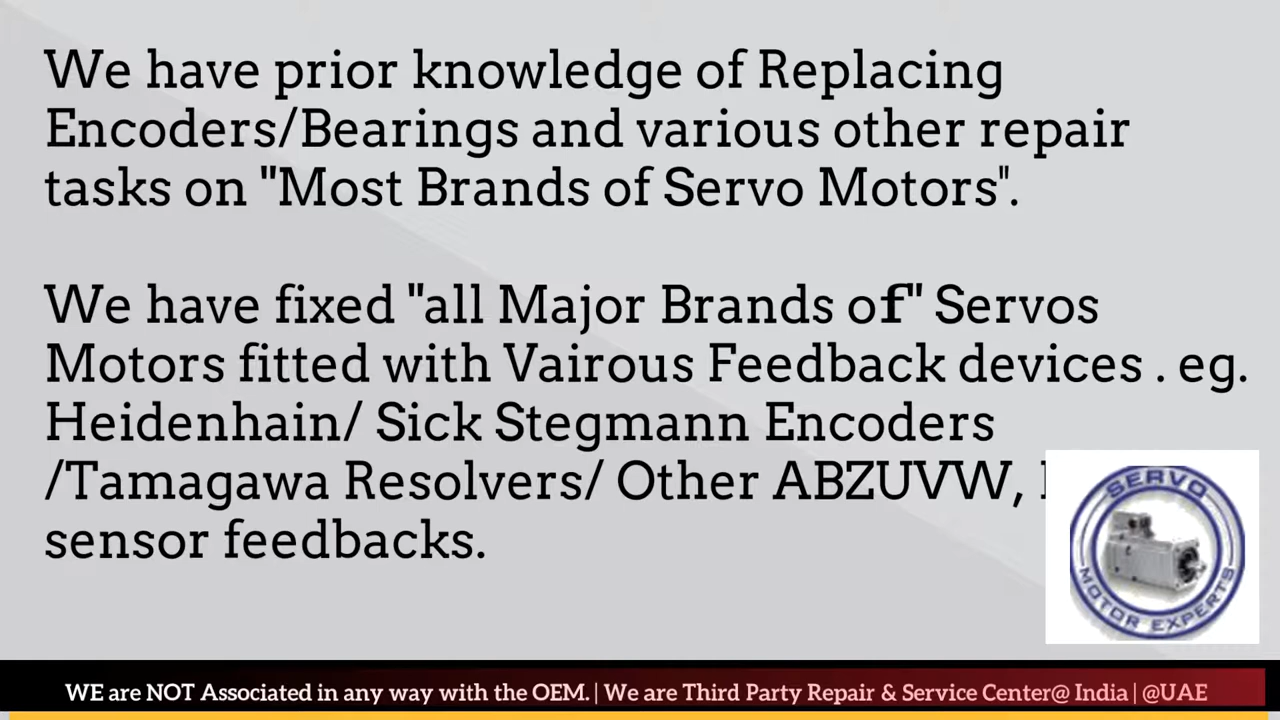 We have prior knowledge of Replacing
Encoders/Bearings and various other repair
tasks on "Most Brands of Servo Motors".
We have fixed "all Major Brands of" Servos
Motors fitted with Vairous Feedback devices . eg.
Heidenhain/ Sick Stegmann Encoders
/Tamagawa Resolvers/ Other ABZUVW,
sensor feedbacks.
SERVO
MOTOR EXPERTS
WE are NOT Associated in any way with the OEM. | We are Third Party Repair & Service Center@ India | @UAE